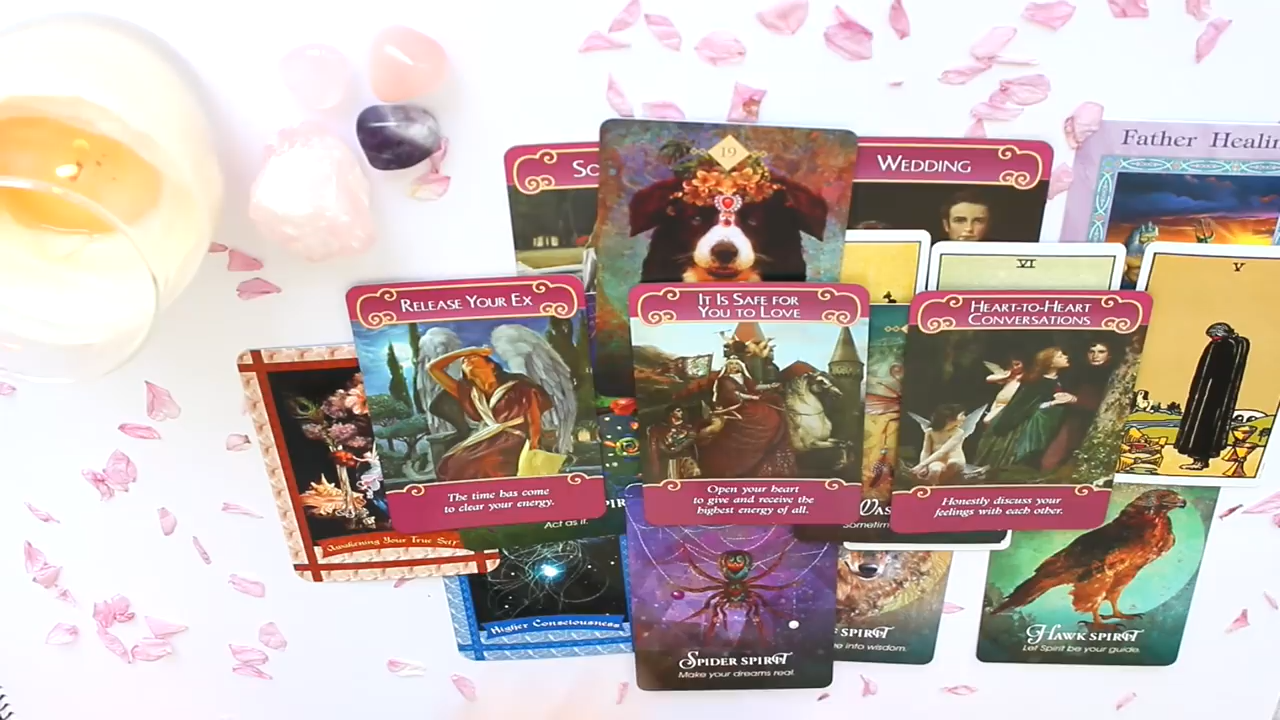 19
WEDDING
Father
VI
V
RELEASE YOUR EX
IT IS SAFE FOR
YOU TO LOVE
HEART-TO-HEART
CONVERSATIONS
The time has come
to clear your energy.
Open your heart
to give and receive the
highest energy of all.
Honestly discuss your
feelings with each other.
Act as it.
Awakening Your True Self
Higher Consciousness
SPIDER SPIRIT
Make your dreams real.
SPIRIT
into wisdom.
HAWK SPIRIT
Let Spirit be your guide.